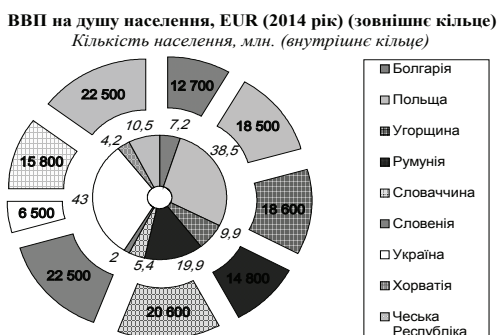 ВВП на душу населення, EUR (2014 рік) (зовнішнє кільце)
Кількість населення, млн. (внутрішнє кільце)
12 700
18 500
18 600
14 800
20 600
22 500
6 500
15 800
22 500
7,2
38,5
9,9
19,9
5,4
2
43
4,2
10,5
Болгарія
Польща
Угорщина
Румунія
Словаччина
Словенія
Україна
Хорватія
Чеська
Республіка